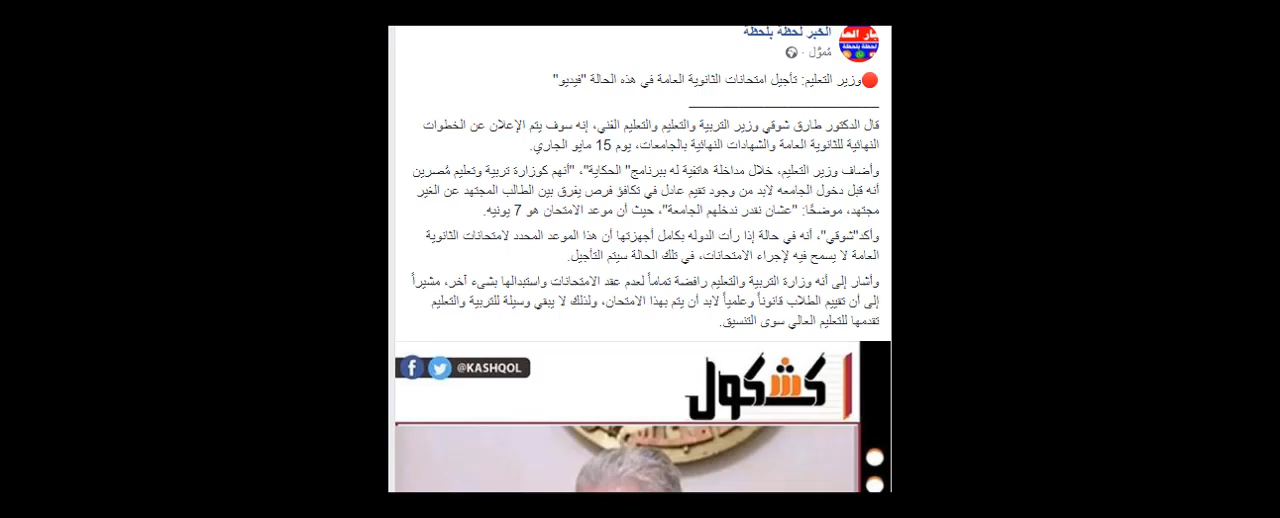 الخبر لحظة بلحظة
لحظة بلحظة
مُموَّل
وزير التعليم: تأجيل امتحانات الثانوية العامة في هذه الحالة "فيديو"
قال الدكتور طارق شوقي وزير التربية والتعليم والتعليم الفني، إنه سوف يتم الإعلان عن الخطوات
النهائية للثانوية العامة والشهادات النهائية بالجامعات، يوم 15 مايو الجاري.
وأضاف وزير التعليم، خلال مداخلة هاتفية له ببرنامج" الحكاية"، "أنهم كوزارة تربية وتعليم مُصرين
أنه قبل دخول الجامعه لابد من وجود تقيم عادل في تكافؤ فرص يفرق بين الطالب المجتهد عن الغير
مجتهد، موضحًا: "عشان نقدر ندخلهم الجامعة"، حيث أن موعد الامتحان هو 7 يونيه.
وأكد"شوقي"، أنه في حالة إذا رأت الدوله بكامل أجهزتها أن هذا الموعد المحدد لامتحانات الثانوية
العامة لا يسمح فيه لإجراء الامتحانات، في تلك الحالة سيتم التأجيل.
وأشار إلى أنه وزارة التربية والتعليم رافضة تماماً لعدم عقد الامتحانات واستبدالها بشىء آخر، مشيراً
إلى أن تقييم الطلاب قانوناً وعلمياً لابد أن يتم بهذا الامتحان، ولذلك لا يبقي وسيلة للتربية والتعليم
تقدمها للتعليم العالي سوى التنسيق.
@KASHQOL
كشكول